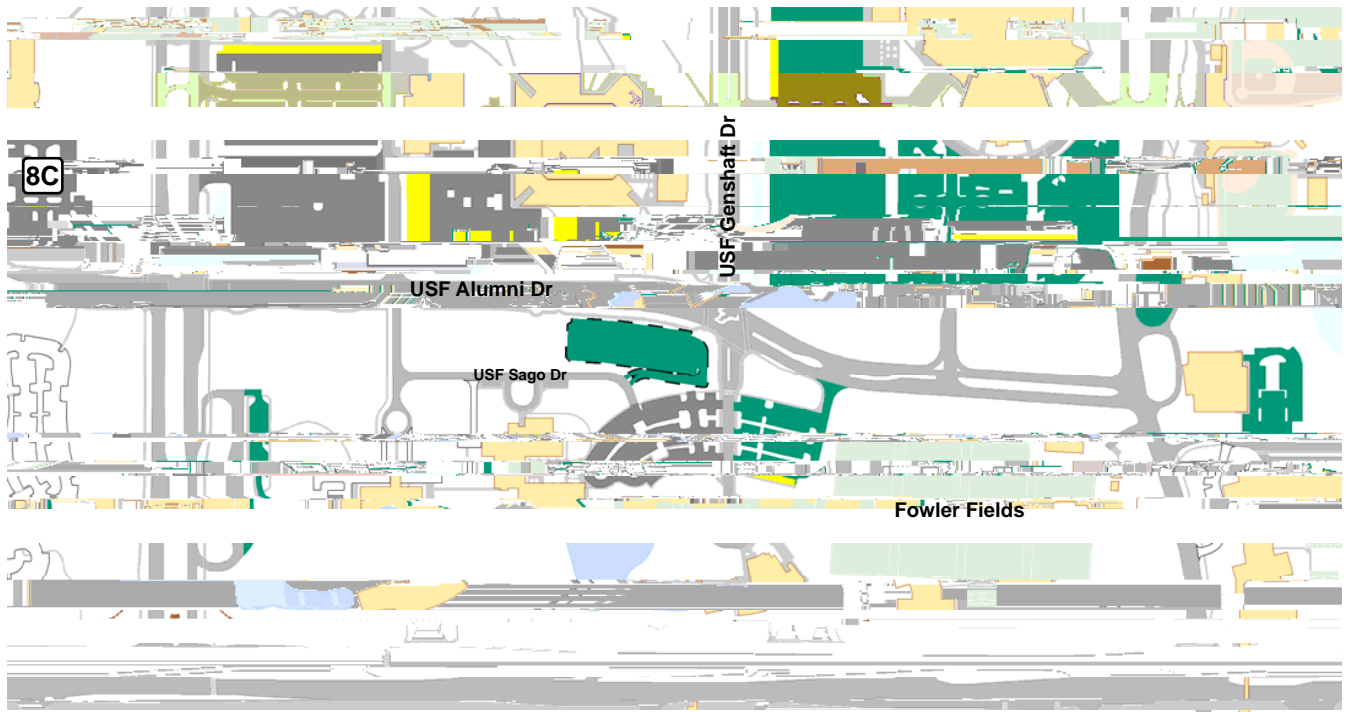 USF Genshaft Dr
8C
USF Alumni Dr
USF Sago Dr
Fowler Fields